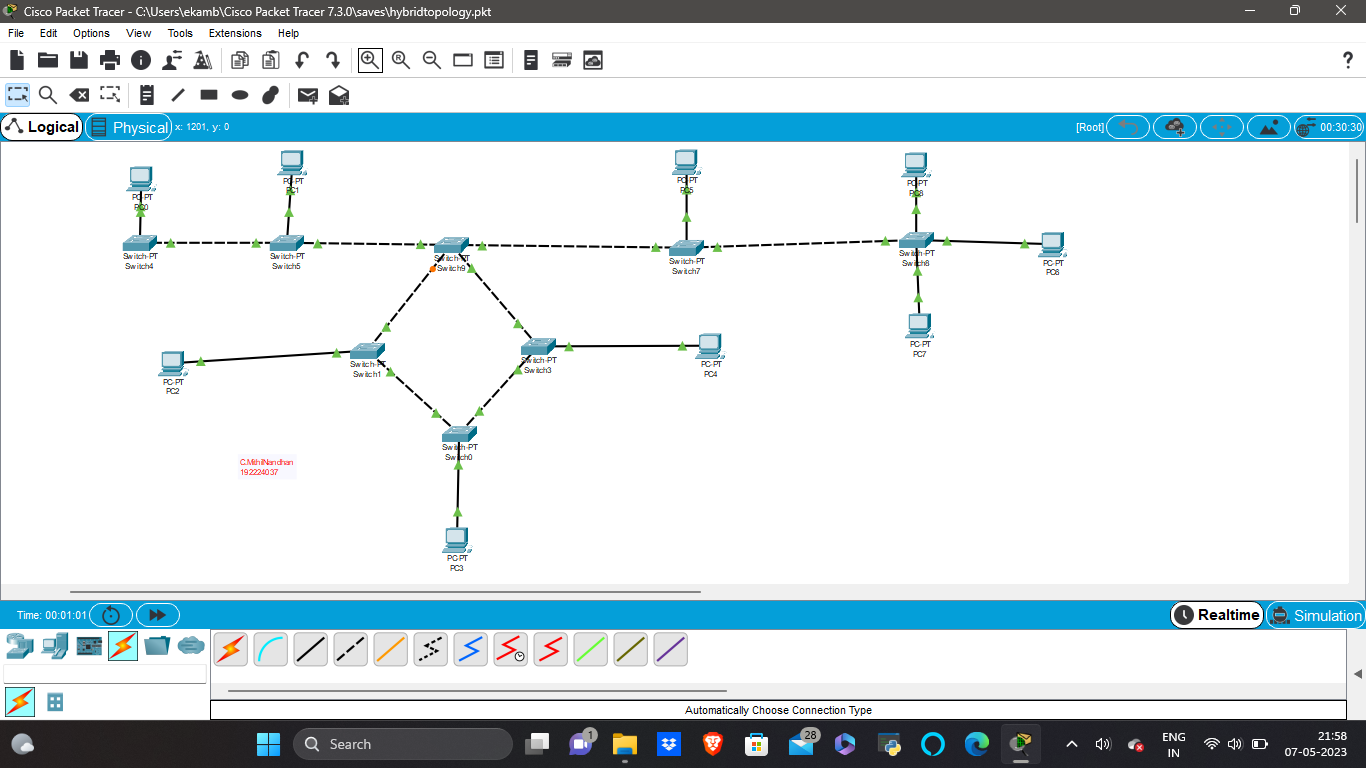 Cisco Packet Tracer - C:\Users\ekamb\Cisco Packet Tracer 7.3.0\saves\hybridtopology.pkt
File Edit Options View Tools Extensions Help
Logical Physical x: 1201, y: 0 [Root] 00:30:30
PC-PT
PC0
PC-PT
PC1
PC-PT
PC5
PC-PT
Switch-PT
Switch4
Switch-PT
Switch5
Switch-PT
Switch9
Switch-PT
Switch7
Switch-PT
PC-PT
PC6
PC-PT
PC7
PC-PT
PC2
Switch-PT
Switch1
Switch-PT
Switch3
PC-PT
PC4
Switch-PT
Switch0
C.MithilNandhan
192224037
PC-PT
PC3
Time: 00:01:01 Realtime Simulation
Automatically Choose Connection Type
Search 1 28 ENG IN 21:58 07-05-2023